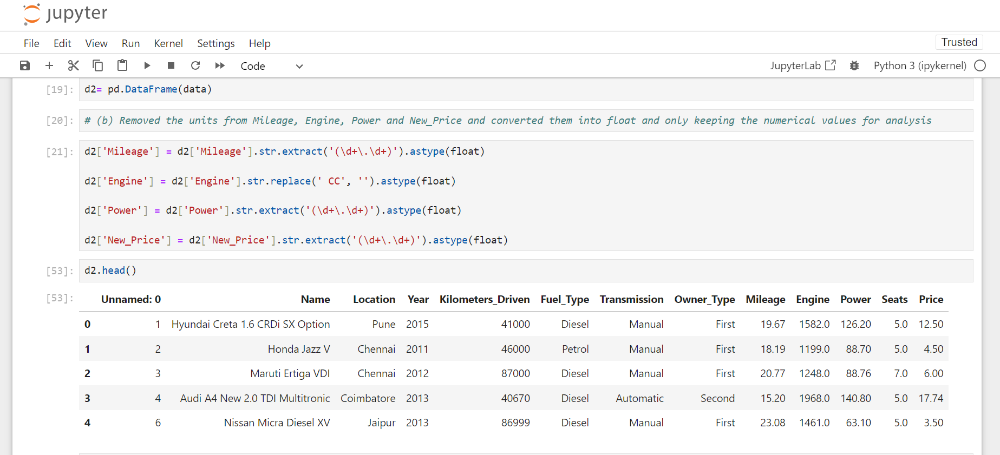 jupyter
File Edit View Run Kernel Settings Help Trusted
Code JupyterLab Python 3 (ipykernel)
[19]: d2= pd.DataFrame(data)
[20]: # (b) Removed the units from Mileage, Engine, Power and New_Price and converted them into float and only keeping the numerical values for analysis
[21]: d2['Mileage'] = d2['Mileage'].str.extract('(\d+\.\d+)').astype(float)
d2['Engine'] = d2['Engine'].str.replace(' CC', '').astype(float)
d2['Power'] = d2['Power'].str.extract('(\d+\.\d+)').astype(float)
d2['New_Price'] = d2['New_Price'].str.extract('(\d+\.\d+)').astype(float)
[53]: d2.head()
[53]: Unnamed: 0 Name Location Year Kilometers_Driven Fuel_Type Transmission Owner_Type Mileage Engine Power Seats Price
0 1 Hyundai Creta 1.6 CRDi SX Option Pune 2015 41000 Diesel Manual First 19.67 1582.0 126.20 5.0 12.50
1 2 Honda Jazz V Chennai 2011 46000 Petrol Manual First 18.19 1199.0 88.70 5.0 4.50
2 3 Maruti Ertiga VDI Chennai 2012 87000 Diesel Manual First 20.77 1248.0 88.76 7.0 6.00
3 4 Audi A4 New 2.0 TDI Multitronic Coimbatore 2013 40670 Diesel Automatic Second 15.20 1968.0 140.80 5.0 17.74
4 6 Nissan Micra Diesel XV Jaipur 2013 86999 Diesel Manual First 23.08 1461.0 63.10 5.0 3.50